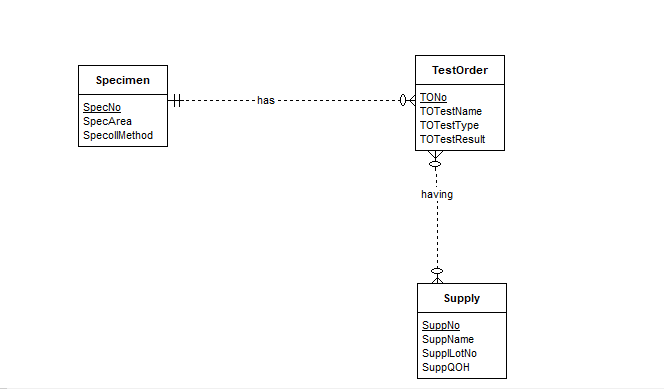 Specimen
SpecNo
SpecArea
SpecollMethod
has
TestOrder
TONo
TOTestName
TOTestType
TOTestResult
having
Supply
SuppNo
SuppName
SupplLotNo
SuppQOH